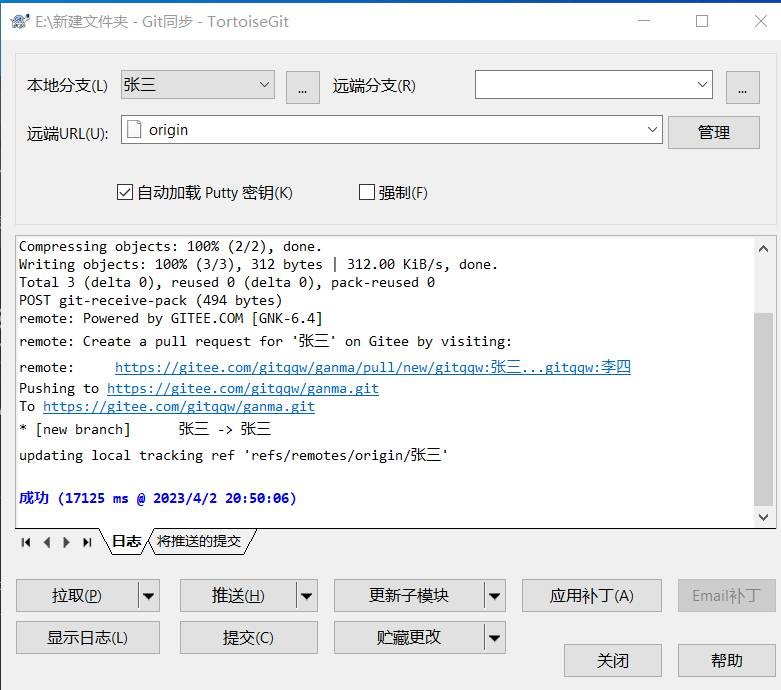 E:\新建文件夹 - Git同步 - TortoiseGit
本地分支(L) 张三 ... 远端分支(R) ...
远端URL(U): origin 管理
自动加载 Putty 密钥(K) 强制(F)
Compressing objects: 100% (2/2), done.
Writing objects: 100% (3/3), 312 bytes | 312.00 KiB/s, done.
Total 3 (delta 0), reused 0 (delta 0), pack-reused 0
POST git-receive-pack (494 bytes)
remote: Powered by GITEE.COM [GNK-6.4]
remote: Create a pull request for '张三' on Gitee by visiting:
remote:     https://gitee.com/gitqqw/ganma/pull/new/gitqqw:张三...gitqqw:李四
Pushing to https://gitee.com/gitqqw/ganma.git
To https://gitee.com/gitqqw/ganma.git
* [new branch]      张三 -> 张三
updating local tracking ref 'refs/remotes/origin/张三'
成功 (17125 ms @ 2023/4/2 20:50:06)
日志 将推送的提交
拉取(P) 推送(H) 更新子模块 应用补丁(A) Email补丁
显示日志(L) 提交(C) 贮藏更改
关闭 帮助